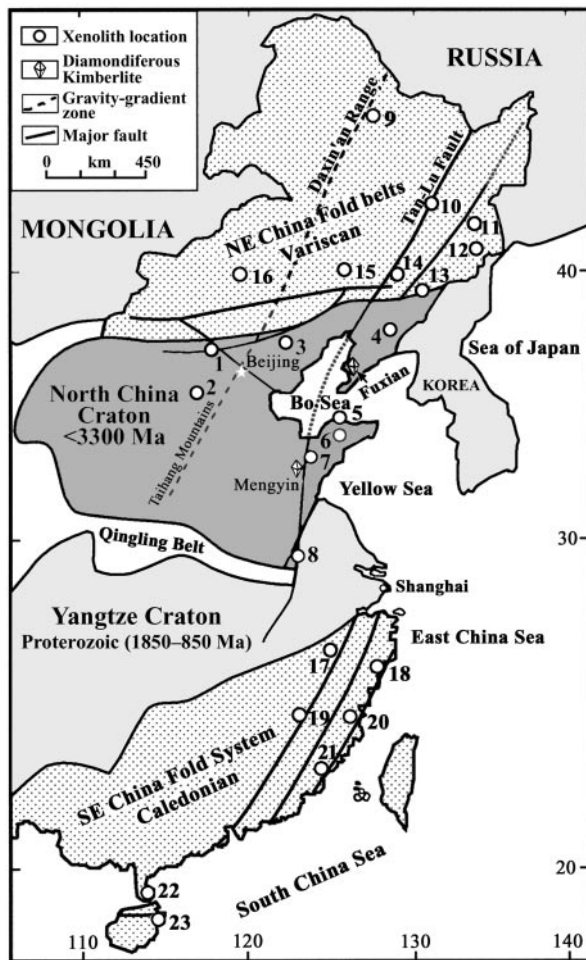 Xenolith location
Diamondiferous
Kimberlite
Gravity-gradient
zone
Major fault
0 km 450
RUSSIA
MONGOLIA
Daxin'an Range
9
Tan-Lu Fault
NE China Fold belts
Variscan
10
11
12
13
14
15
16
40
40
1
2
3
4
Beijing
Fuxian
Sea of Japan
KOREA
Bo Sea
North China
Craton
<3300 Ma
Taihang Mountains
5
6
7
Mengyin
Yellow Sea
Qingling Belt
30
30
8
Shanghai
Yangtze Craton
Proterozoic (1850–850 Ma)
East China Sea
17
18
19
20
21
SE China Fold System
Caledonian
South China Sea
20
20
22
23
110
120
130
140